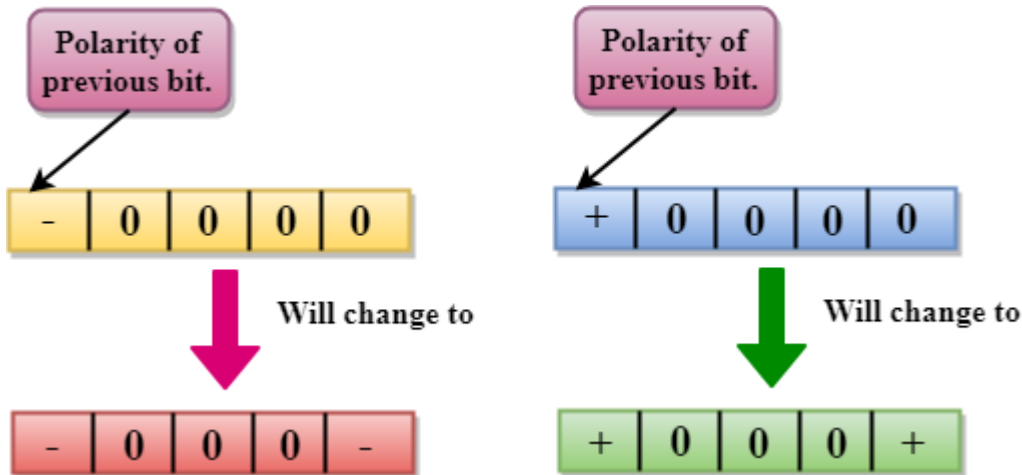 Polarity of
previous bit.
Polarity of
previous bit.
- 0 0 0 0
+ 0 0 0 0
Will change to
Will change to
- 0 0 0 -
+ 0 0 0 +